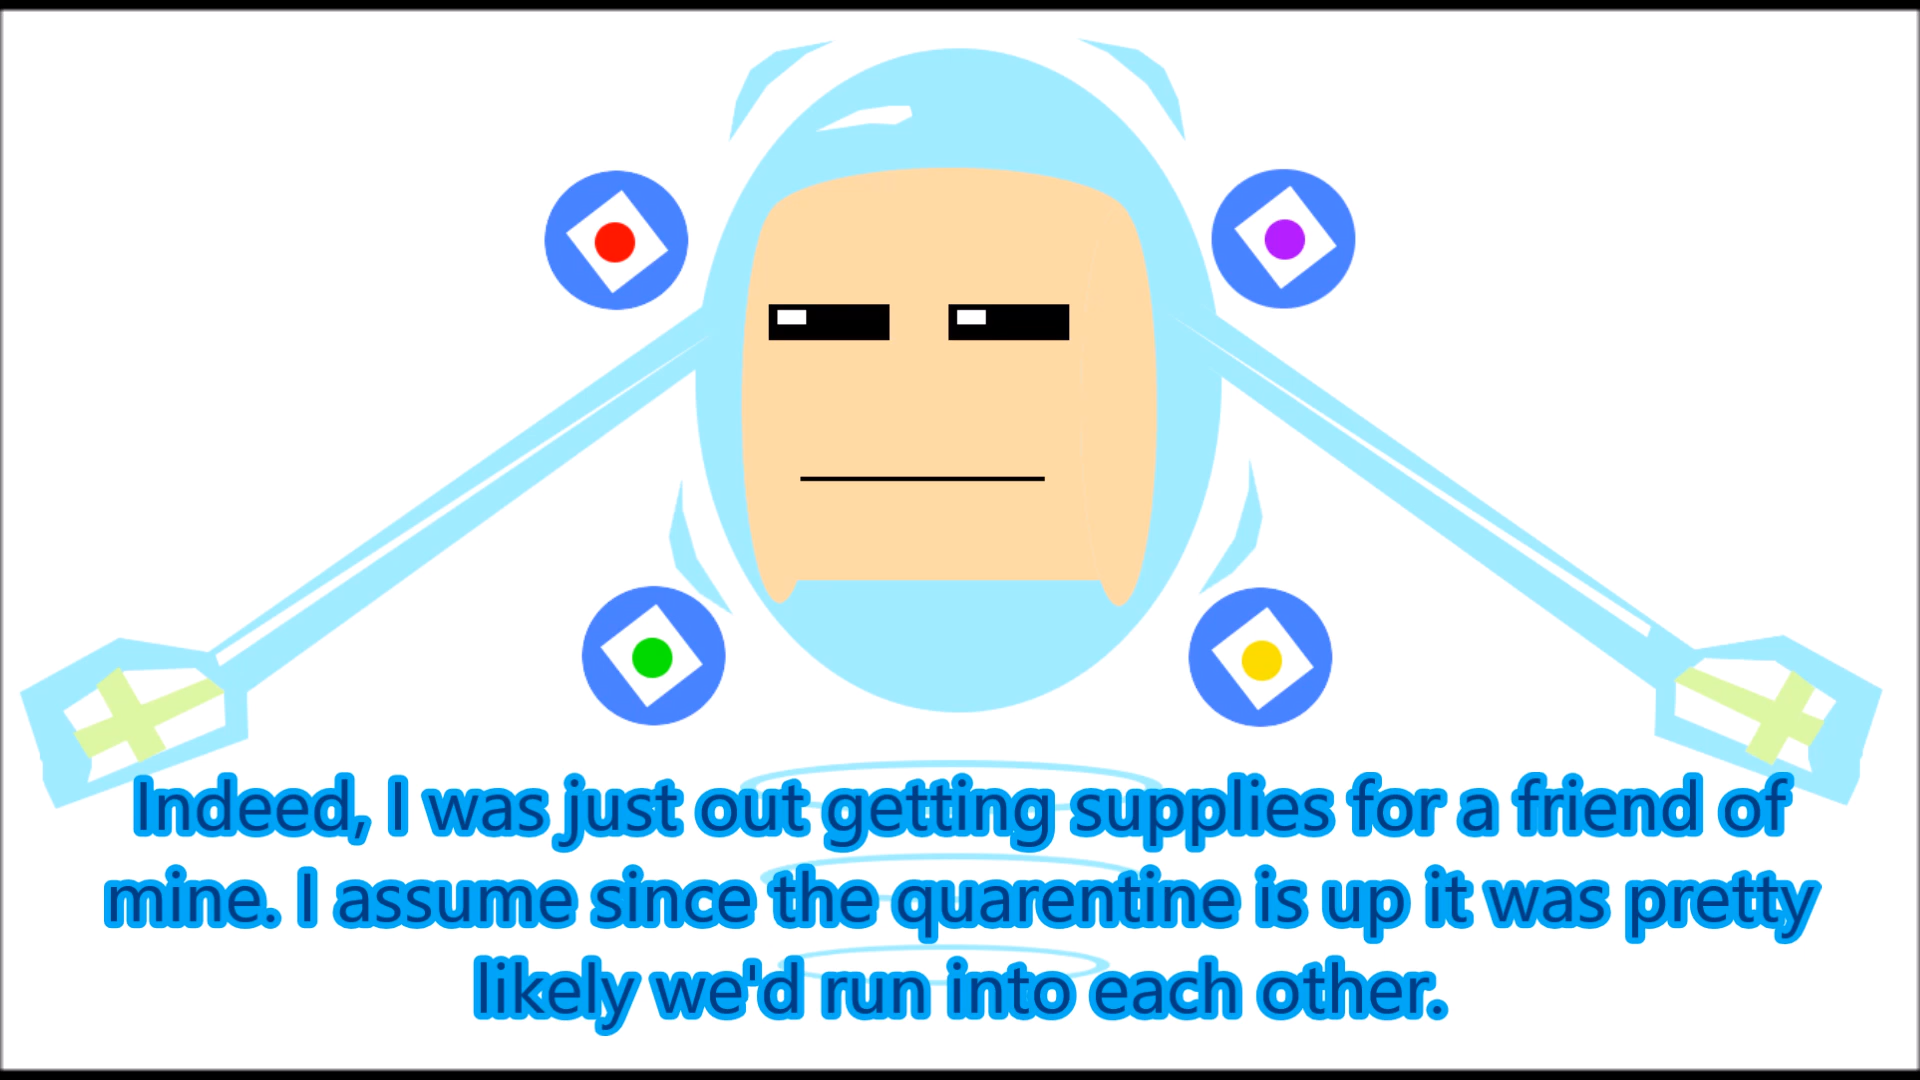 Indeed, I was just out getting supplies for a friend of
mine. I assume since the quarentine is up it was pretty
likely we'd run into each other.